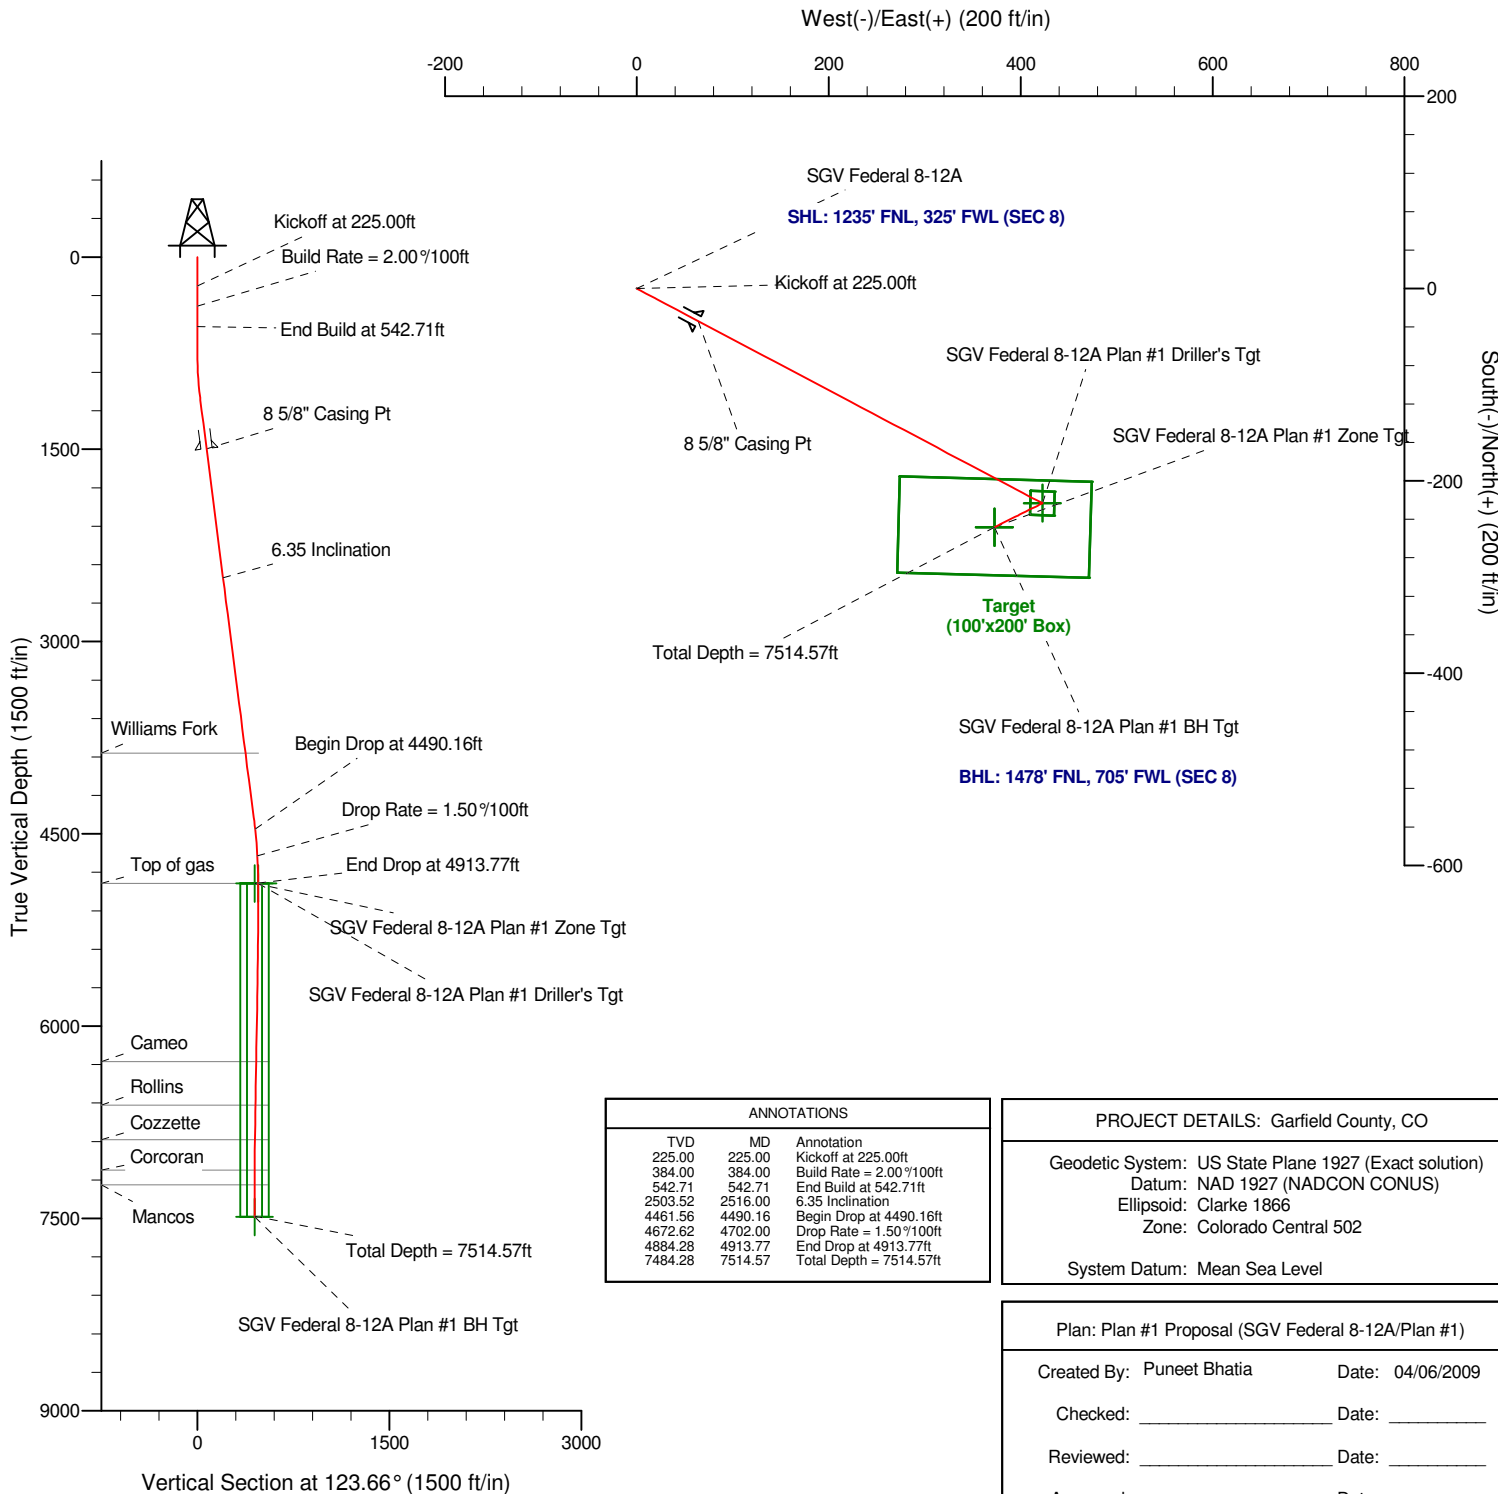 West(-)/East(+) (200 ft/in)
-200 0 200 400 600 800
200
0
-200
-400
-600
South(-)/North(+) (200 ft/in)
SGV Federal 8-12A
SHL: 1235' FNL, 325' FWL (SEC 8)
Kickoff at 225.00ft
8 5/8" Casing Pt
SGV Federal 8-12A Plan #1 Driller's Tgt
SGV Federal 8-12A Plan #1 Zone Tgt
Target
(100'x200' Box)
Total Depth = 7514.57ft
SGV Federal 8-12A Plan #1 BH Tgt
BHL: 1478' FNL, 705' FWL (SEC 8)
True Vertical Depth (1500 ft/in)
0
1500
3000
4500
6000
7500
9000
Kickoff at 225.00ft
Build Rate = 2.00°/100ft
End Build at 542.71ft
8 5/8" Casing Pt
6.35 Inclination
Williams Fork
Begin Drop at 4490.16ft
Drop Rate = 1.50°/100ft
Top of gas
End Drop at 4913.77ft
SGV Federal 8-12A Plan #1 Zone Tgt
SGV Federal 8-12A Plan #1 Driller's Tgt
Cameo
Rollins
Cozzette
Corcoran
Mancos
Total Depth = 7514.57ft
SGV Federal 8-12A Plan #1 BH Tgt
0 1500 3000
Vertical Section at 123.66° (1500 ft/in)
ANNOTATIONS
TVD MD Annotation
225.00 225.00 Kickoff at 225.00ft
384.00 384.00 Build Rate = 2.00°/100ft
542.71 542.71 End Build at 542.71ft
2503.52 2516.00 6.35 Inclination
4461.56 4490.16 Begin Drop at 4490.16ft
4672.62 4702.00 Drop Rate = 1.50°/100ft
4884.28 4913.77 End Drop at 4913.77ft
7484.28 7514.57 Total Depth = 7514.57ft
PROJECT DETAILS: Garfield County, CO
Geodetic System: US State Plane 1927 (Exact solution)
Datum: NAD 1927 (NADCON CONUS)
Ellipsoid: Clarke 1866
Zone: Colorado Central 502
System Datum: Mean Sea Level
Plan: Plan #1 Proposal (SGV Federal 8-12A/Plan #1)
Created By: Puneet Bhatia Date: 04/06/2009
Checked: ____________________ Date: __________
Reviewed: ____________________ Date: __________